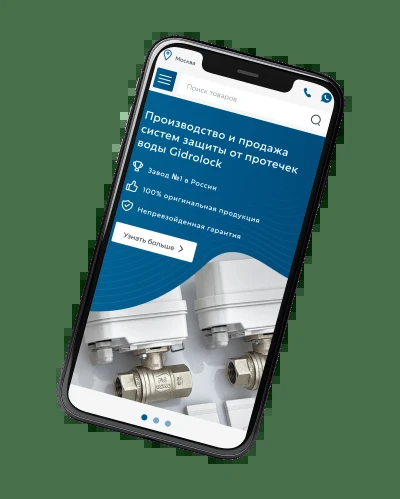 Москва
Поиск товаров
Производство и продажа
систем защиты от протечек
воды Gidrolock
Завод №1 в России
100% оригинальная продукция
Непревзойденная гарантия
Узнать больше